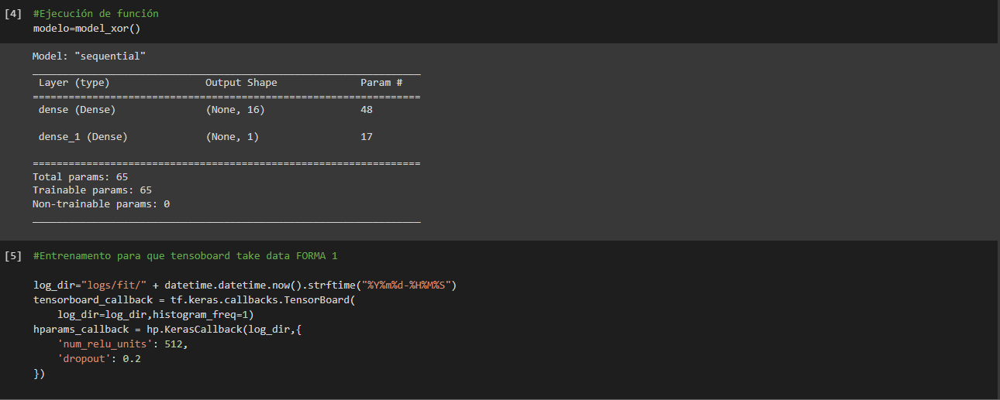 [4] #Ejecución de función
modelo=model_xor()
Model: "sequential"
_________________________________________________________________
Layer (type) Output Shape Param #
=================================================================
dense (Dense) (None, 16) 48
dense_1 (Dense) (None, 1) 17
=================================================================
Total params: 65
Trainable params: 65
Non-trainable params: 0
_________________________________________________________________
[5] #Entrenamento para que tensoboard take data FORMA 1
log_dir="logs/fit/" + datetime.datetime.now().strftime("%Y%m%d-%H%M%S")
tensorboard_callback = tf.keras.callbacks.TensorBoard(
log_dir=log_dir,histogram_freq=1)
hparams_callback = hp.KerasCallback(log_dir,{
'num_relu_units': 512,
'dropout': 0.2
})